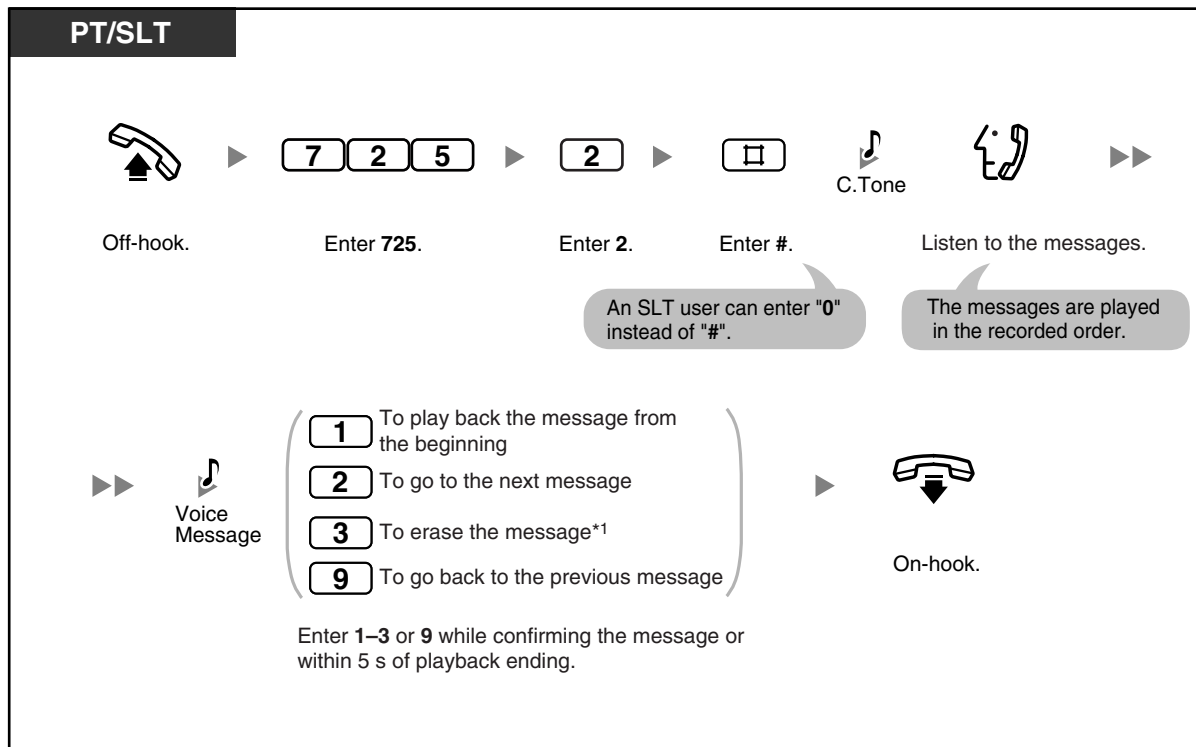 PT/SLT
7 2 5
2
#
C.Tone
Off-hook.
Enter 725.
Enter 2.
Enter #.
Listen to the messages.
An SLT user can enter "0"
instead of "#".
The messages are played
in the recorded order.
Voice
Message
1 To play back the message from
the beginning
2 To go to the next message
3 To erase the message*1
9 To go back to the previous message
On-hook.
Enter 1–3 or 9 while confirming the message or
within 5 s of playback ending.